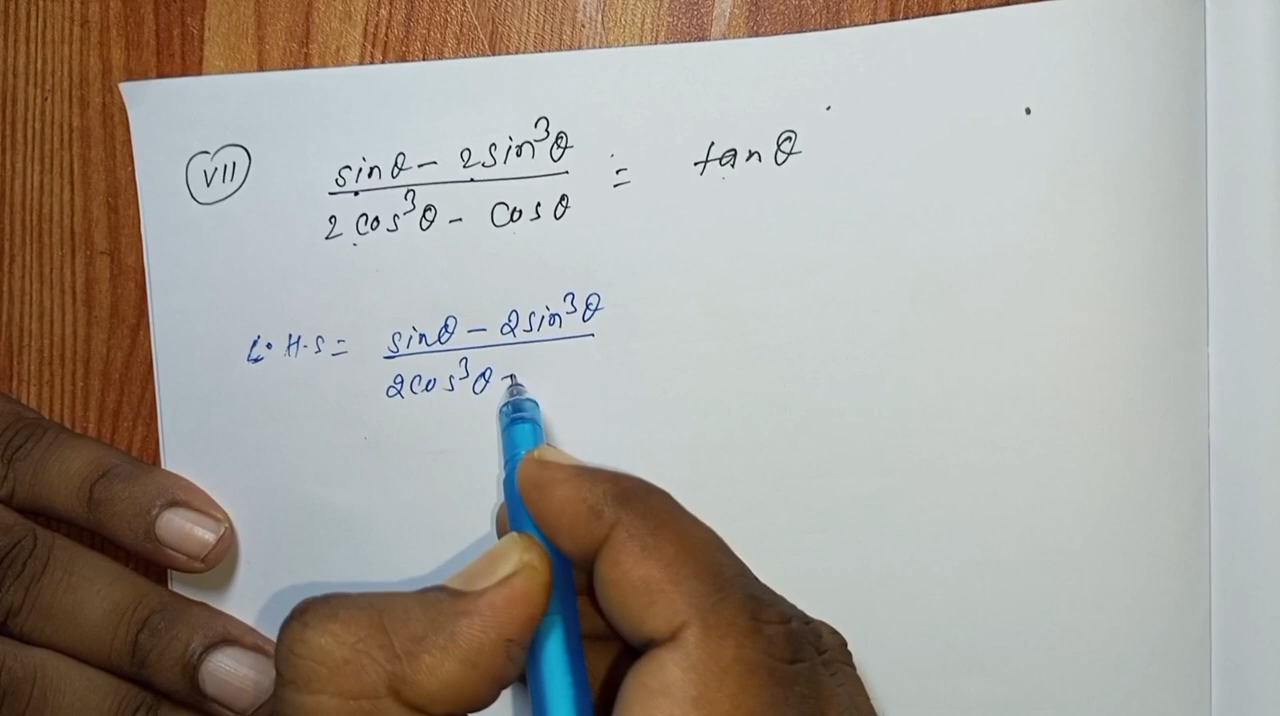 VII sinθ - 2sin³θ / 2cos³θ - cosθ = tanθ
L.H.S = sinθ - 2sin³θ / 2cos³θ -